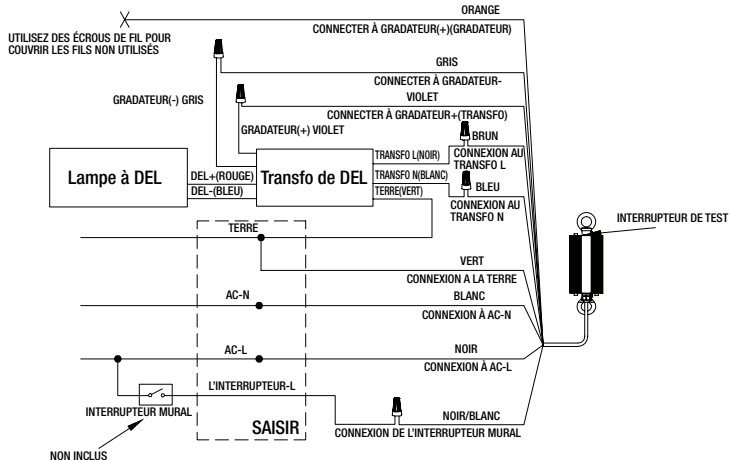 ORANGE
CONNECTER À GRADATEUR(+)(GRADATEUR)
UTILISEZ DES ÉCROUS DE FIL POUR
COUVRIR LES FILS NON UTILISÉS
GRIS
CONNECTER À GRADATEUR-
VIOLET
GRADATEUR(-) GRIS
CONNECTER À GRADATEUR+(TRANSFO)
GRADATEUR(+) VIOLET
BRUN
TRANSFO L(NOIR)
CONNEXION AU
TRANSFO L
Lampe à DEL
DEL+(ROUGE)
DEL-(BLEU)
Transfo de DEL
TRANSFO N(BLANC)
TERRE(VERT)
BLEU
CONNEXION AU
TRANSFO N
INTERRUPTEUR DE TEST
TERRE
VERT
CONNEXION A LA TERRE
AC-N
BLANC
CONNEXION À AC-N
AC-L
NOIR
CONNEXION À AC-L
L'INTERRUPTEUR-L
INTERRUPTEUR MURAL
NOIR/BLANC
SAISIR
CONNEXION DE L'INTERRUPTEUR MURAL
NON INCLUS